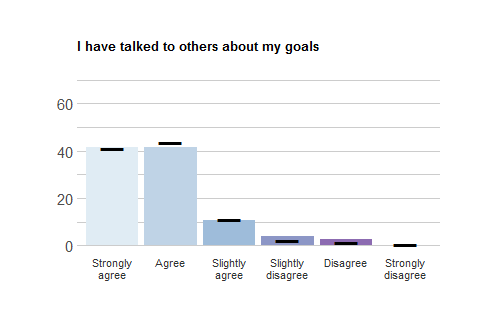 I have talked to others about my goals
60
40
20
0
Strongly agree
Agree
Slightly agree
Slightly disagree
Disagree
Strongly disagree